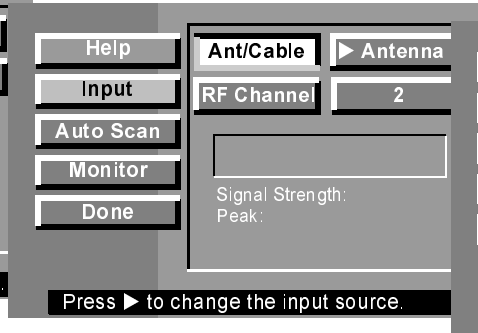 Help
Input
Auto Scan
Monitor
Done
Ant/Cable
▶ Antenna
RF Channel
2
Signal Strength:
Peak:
Press ▶ to change the input source.